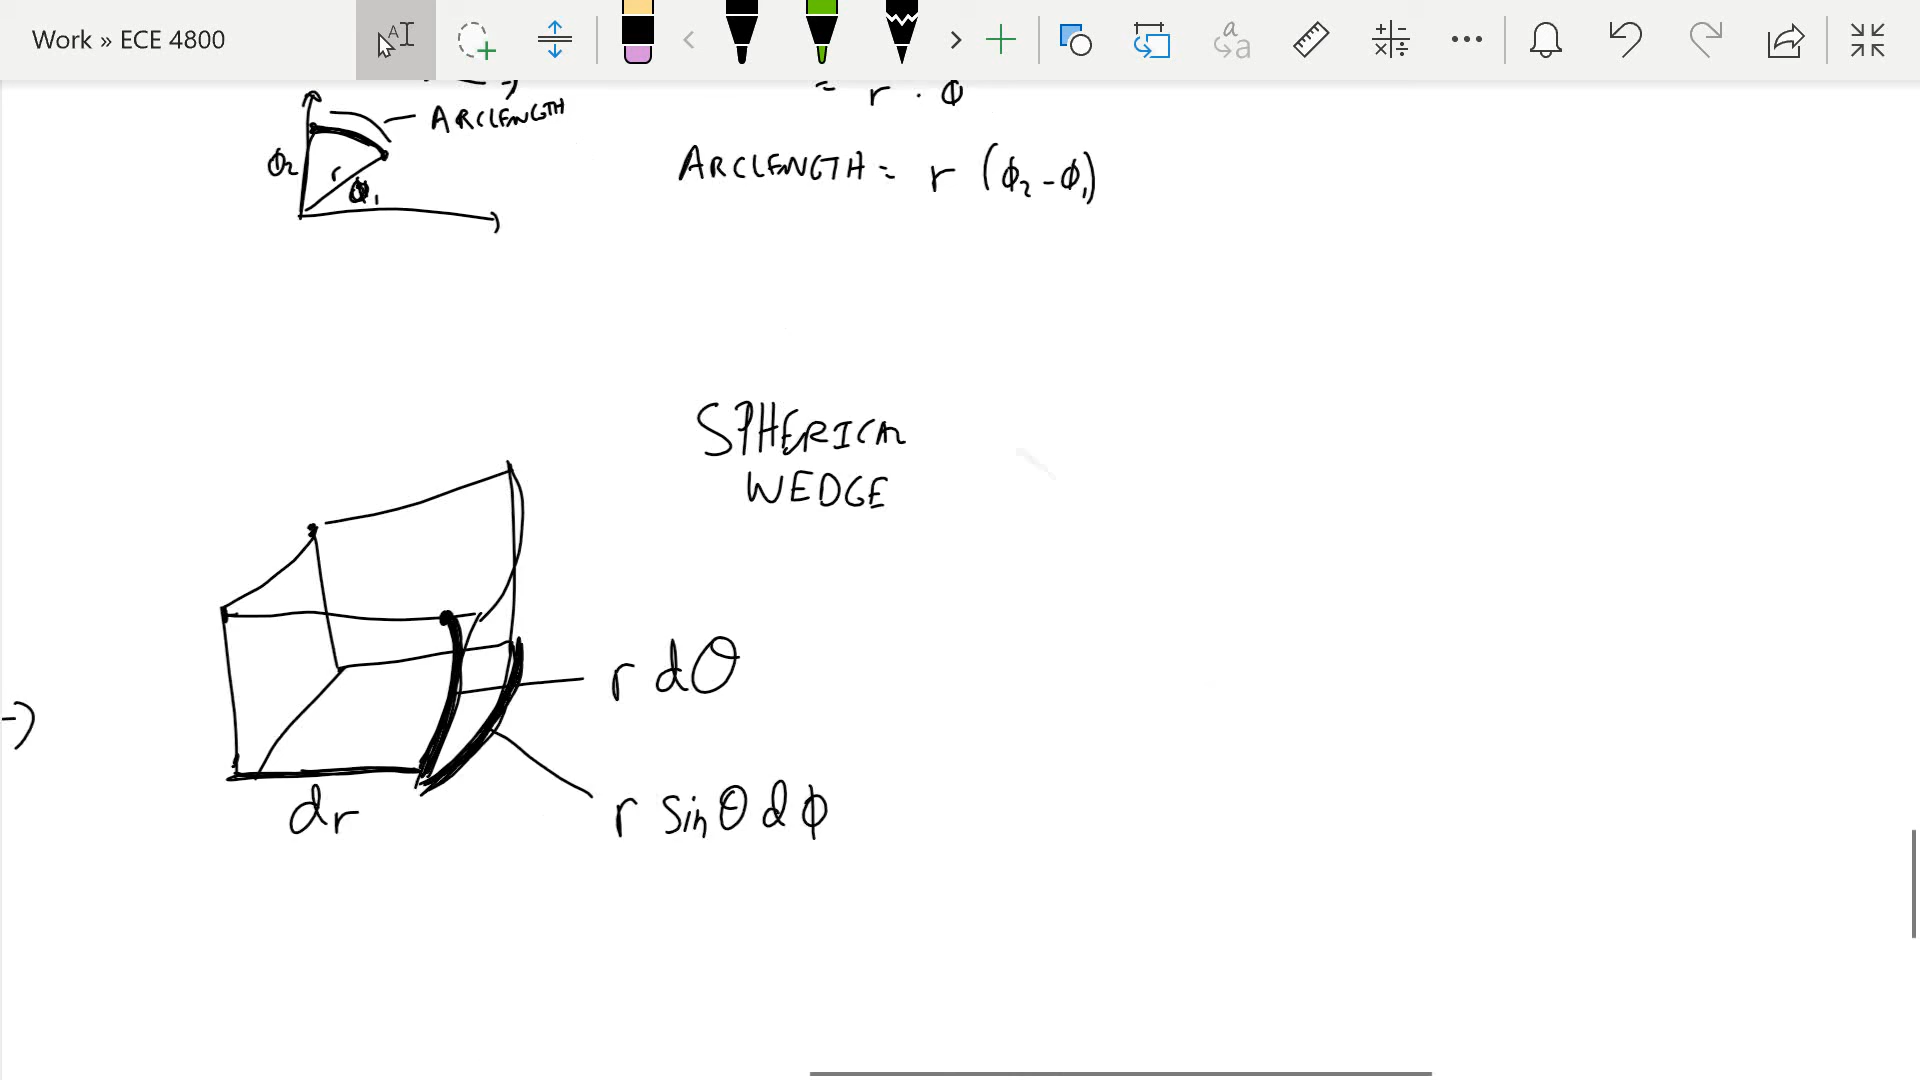 Work » ECE 4800
= r · φ
ARCLENGTH
φ2
r
φ1
ARCLENGTH = r (φ2 - φ1)
SPHERICAL
WEDGE
r dθ
dr
r sinθ dφ